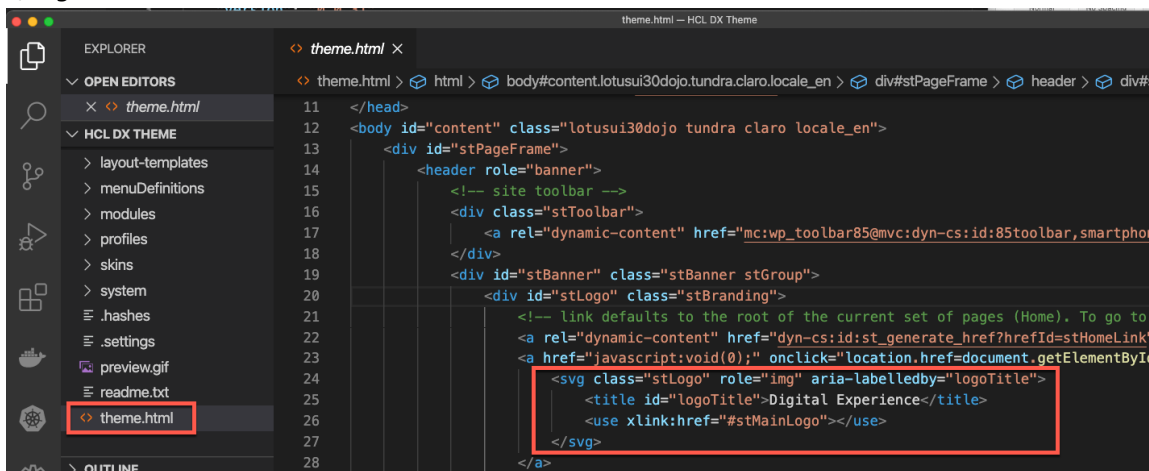 theme.html — HCL DX Theme
EXPLORER
theme.html ×
OPEN EDITORS
theme.html > html > body#content.lotusui30dojo.tundra.claro.locale_en > div#stPageFrame > header > div#
× theme.html
11 </head>
HCL DX THEME
12 <body id="content" class="lotusui30dojo tundra claro locale_en">
13 <div id="stPageFrame">
> layout-templates
14 <header role="banner">
> menuDefinitions
15 <!-- site toolbar -->
> modules
16 <div class="stToolbar">
> profiles
17 <a rel="dynamic-content" href="mc:wp_toolbar85@mvc:dyn-cs:id:85toolbar,smartphon
> skins
18 </div>
> system
19 <div id="stBanner" class="stBanner stGroup">
20 <div id="stLogo" class="stBranding">
.hashes
21 <!-- link defaults to the root of the current set of pages (Home). To go to
.settings
22 <a rel="dynamic-content" href="dyn-cs:id:st_generate_href?hrefId=stHomeLink"
preview.gif
23 <a href="javascript:void(0);" onclick="location.href=document.getElementById
readme.txt
24 <svg class="stLogo" role="img" aria-labelledby="logoTitle">
theme.html
25 <title id="logoTitle">Digital Experience</title>
26 <use xlink:href="#stMainLogo"></use>
27 </svg>
> OUTLINE
28 </a>